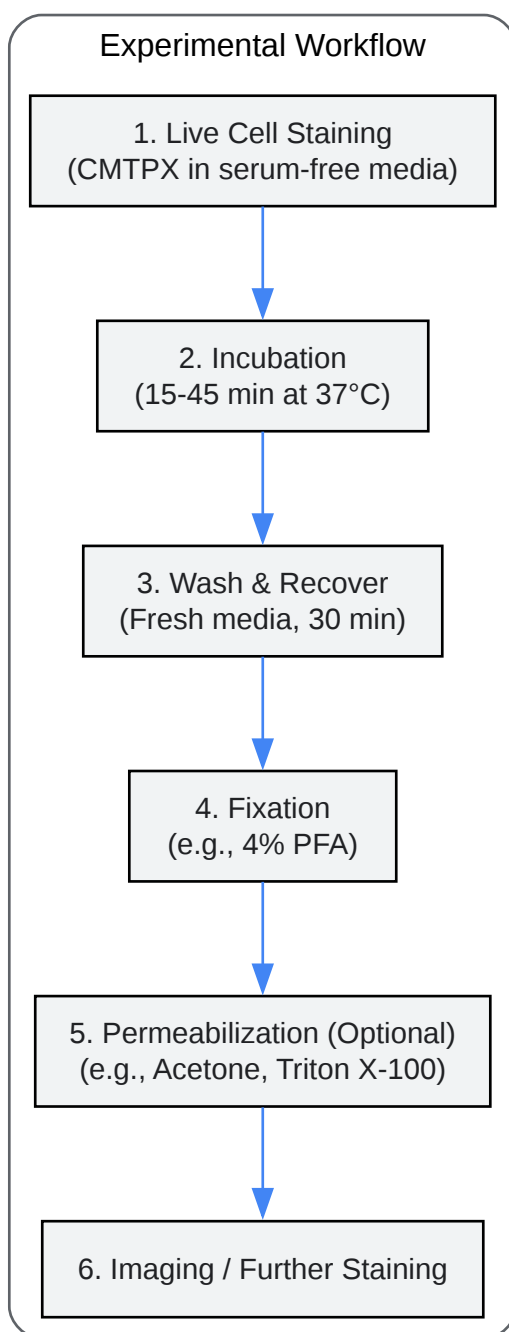 Experimental Workflow
1. Live Cell Staining
(CMTPX in serum-free media)
2. Incubation
(15-45 min at 37°C)
3. Wash & Recover
(Fresh media, 30 min)
4. Fixation
(e.g., 4% PFA)
5. Permeabilization (Optional)
(e.g., Acetone, Triton X-100)
6. Imaging / Further Staining